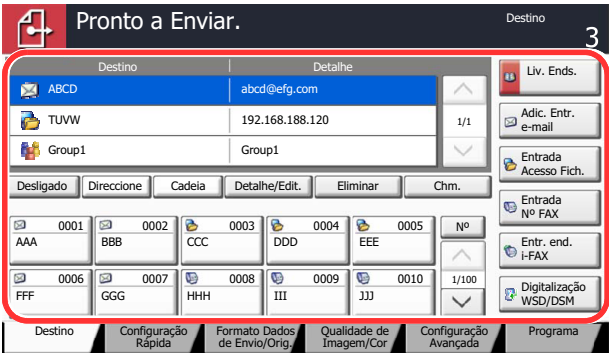 Pronto a Enviar.
Destino
3
Destino Detalhe
ABCD abcd@efg.com
TUVW 192.168.188.120
1/1
Group1 Group1
Liv. Ends.
Adic. Entr.
e-mail
Entrada
Acesso Fich.
Entrada
Nº FAX
Entr. end.
i-FAX
Digitalização
WSD/DSM
Desligado Direccione Cadeia Detalhe/Edit. Eliminar Chm.
0001 0002 0003 0004 0005 Nº
AAA BBB CCC DDD EEE
0006 0007 0008 0009 0010 1/100
FFF GGG HHH III JJJ
Destino
Configuração
Rápida
Formato Dados
de Envio/Orig.
Qualidade de
Imagem/Cor
Configuração
Avançada
Programa